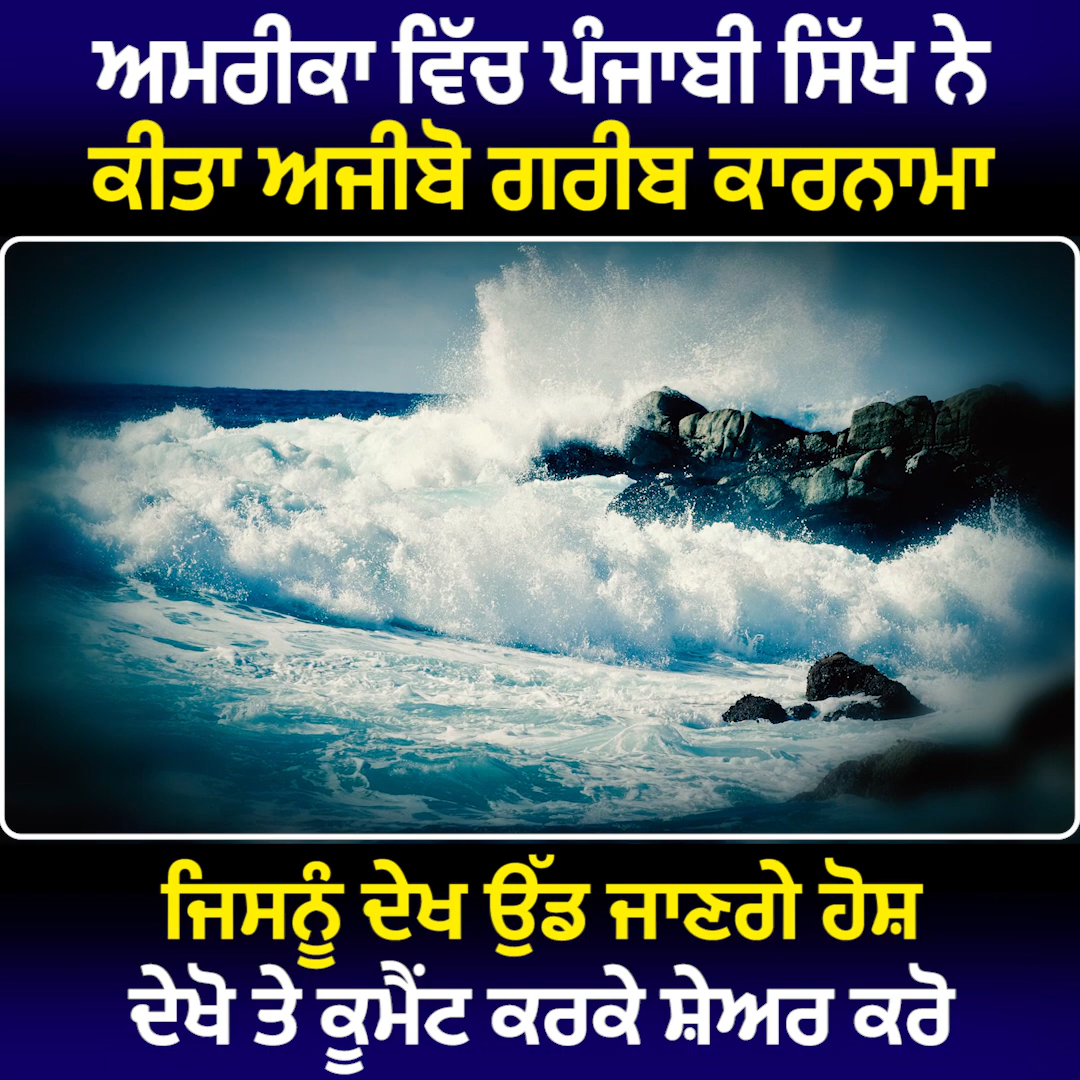 ਅਮਰੀਕਾ ਵਿੱਚ ਪੰਜਾਬੀ ਸਿੱਖ ਨੇ
ਕੀਤਾ ਅਜੀਬੋ ਗਰੀਬ ਕਾਰਨਾਮਾ
ਜਿਸਨੂੰ ਦੇਖ ਉੱਡ ਜਾਣਗੇ ਹੋਸ਼
ਦੇਖੋ ਤੇ ਕੂਮੈਂਟ ਕਰਕੇ ਸ਼ੇਅਰ ਕਰੋ